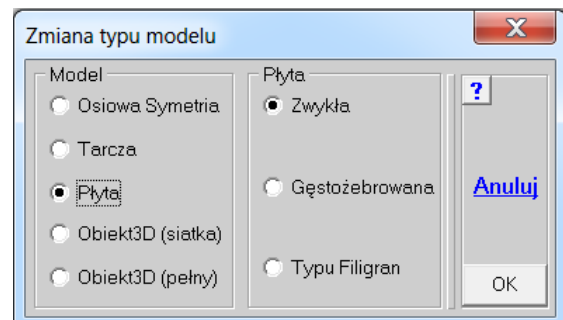 Zmiana typu modelu
X
Model
Osiowa Symetria
Tarcza
Płyta
Obiekt3D (siatka)
Obiekt3D (pełny)
Płyta
Zwykła
Gęstożebrowana
Typu Filigran
?
Anuluj
OK